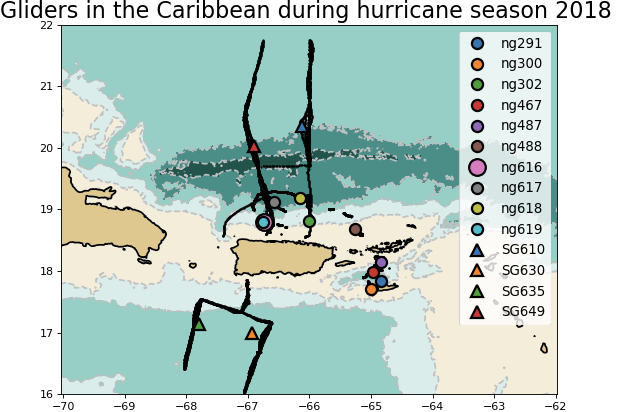 Gliders in the Caribbean during hurricane season 2018
22
21
20
19
18
17
16
−70
−69
−68
−67
−66
−65
−64
−63
−62
ng291
ng300
ng302
ng467
ng487
ng488
ng616
ng617
ng618
ng619
SG610
SG630
SG635
SG649